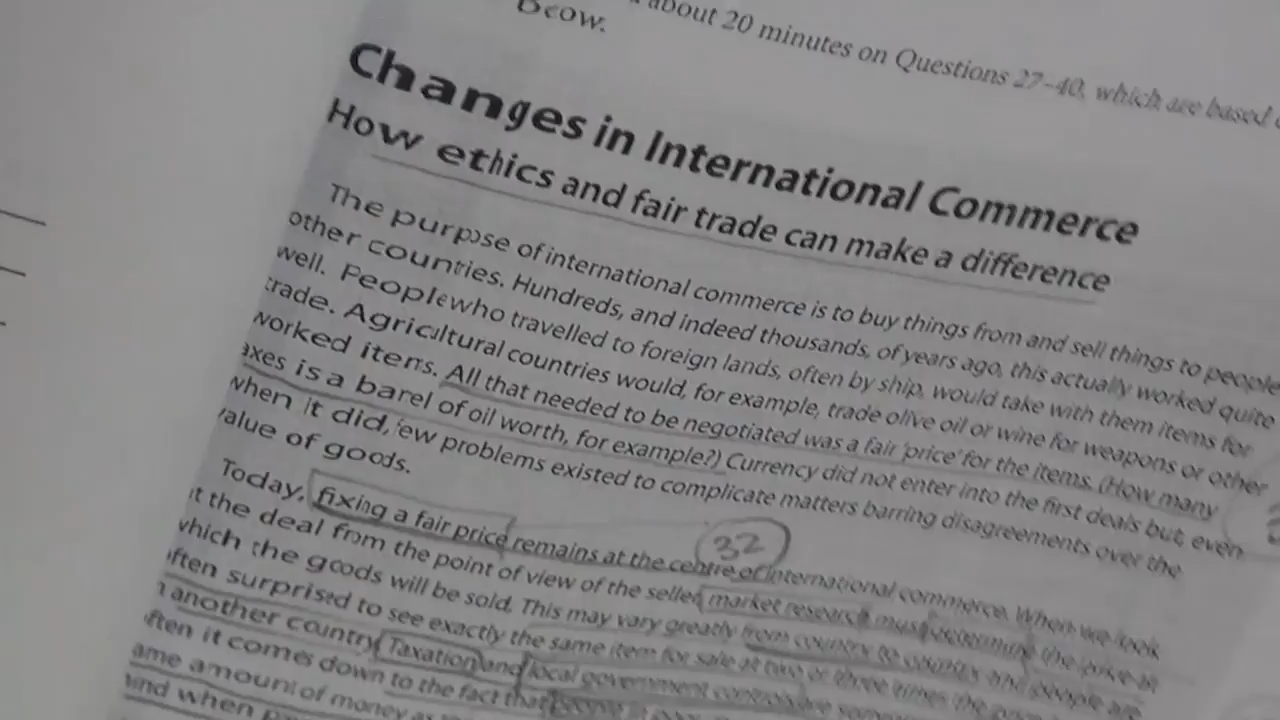 about 20 minutes on Questions 27–40, which are based
Below.
Changes in International Commerce
How ethics and fair trade can make a difference
The purpose of international commerce is to buy things from and sell things to people
other countries. Hundreds, and indeed thousands, of years ago, this actually worked quite
well. People who travelled to foreign lands, often by ship, would take with them items for
trade. Agricultural countries would, for example, trade olive oil or wine for weapons or other
worked items. All that needed to be negotiated was a fair 'price' for the items. (How many
axes is a barrel of oil worth, for example?) Currency did not enter into the first deals but, even
when it did, few problems existed to complicate matters barring disagreements over the
value of goods.
Today, fixing a fair price remains at the centre of international commerce. When we look
32
at the deal from the point of view of the seller, market research must determine the price at
which the goods will be sold. This may vary greatly from country to country and people are
often surprised to see exactly the same item for sale at two or three times the
in another country. Taxation and local government controls are
often it comes down to the fact that people
same amount of money as
and when